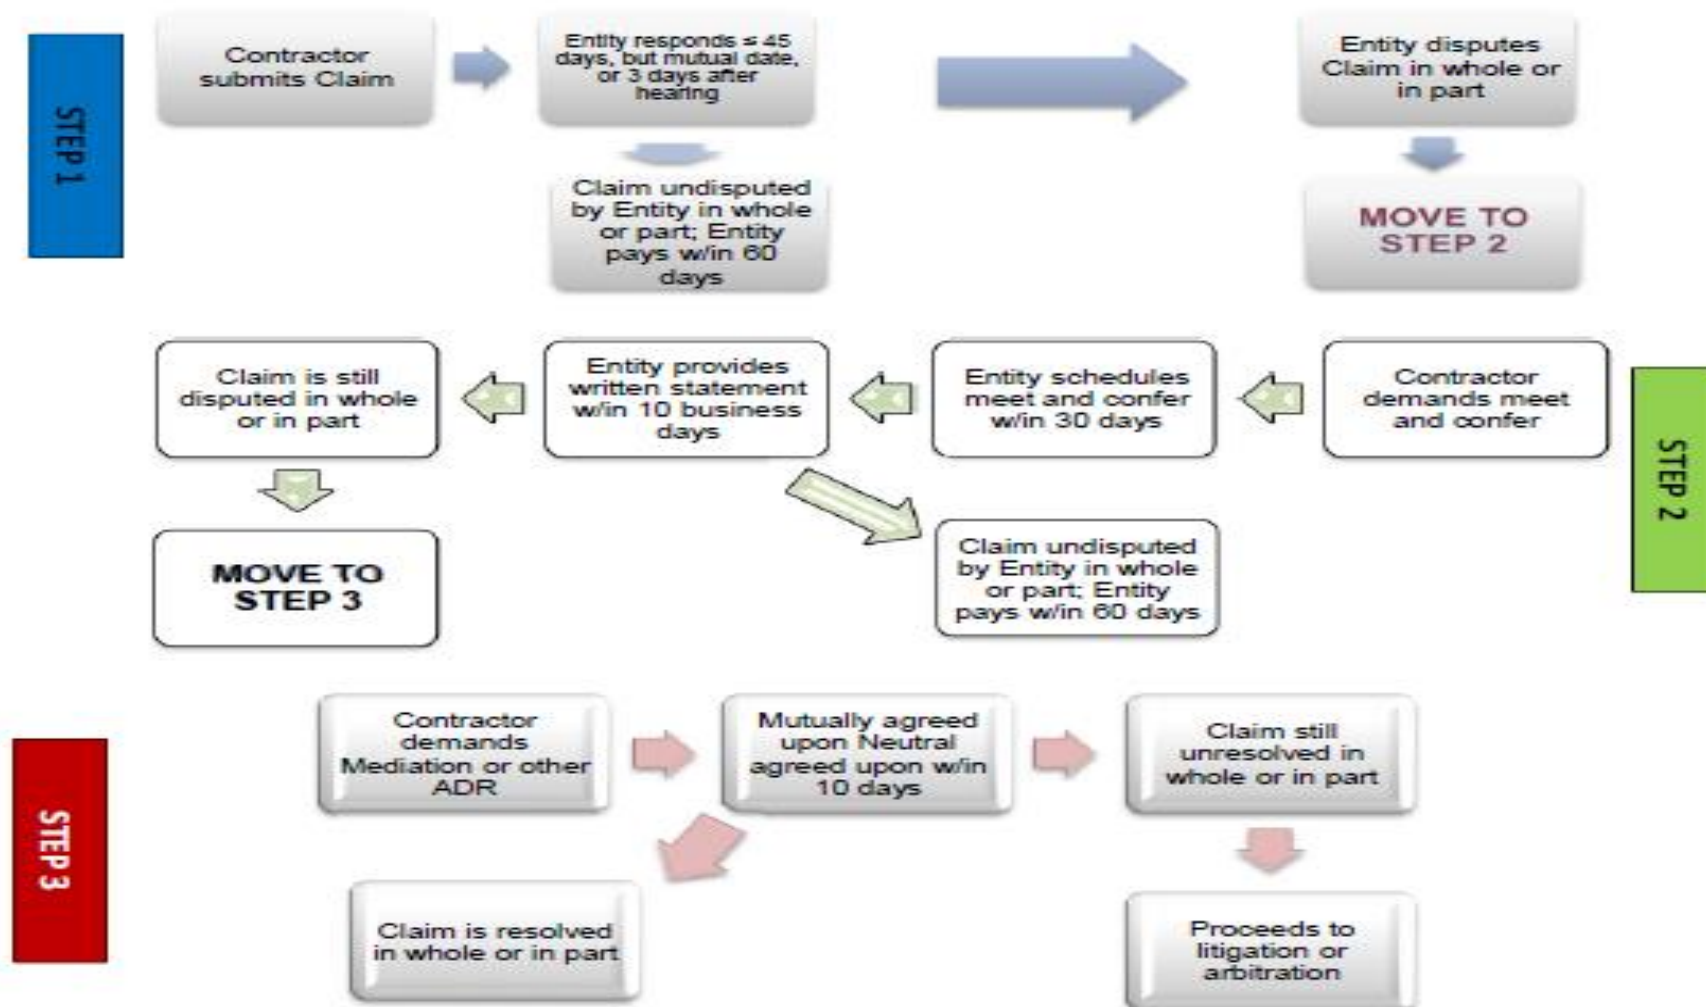 STEP 1
Contractor
submits Claim
Entity responds ≤ 45
days, but mutual date,
or 3 days after
hearing
Entity disputes
Claim in whole or
in part
Claim undisputed
by Entity in whole
or part; Entity
pays w/in 60
days
MOVE TO
STEP 2
STEP 2
Contractor
demands meet
and confer
Entity schedules
meet and confer
w/in 30 days
Entity provides
written statement
w/in 10 business
days
Claim is still
disputed in whole
or in part
Claim undisputed
by Entity in whole
or part; Entity
pays w/in 60 days
MOVE TO
STEP 3
STEP 3
Contractor
demands
Mediation or other
ADR
Mutually agreed
upon Neutral
agreed upon w/in
10 days
Claim still
unresolved in
whole or in part
Claim is resolved
in whole or in part
Proceeds to
litigation or
arbitration